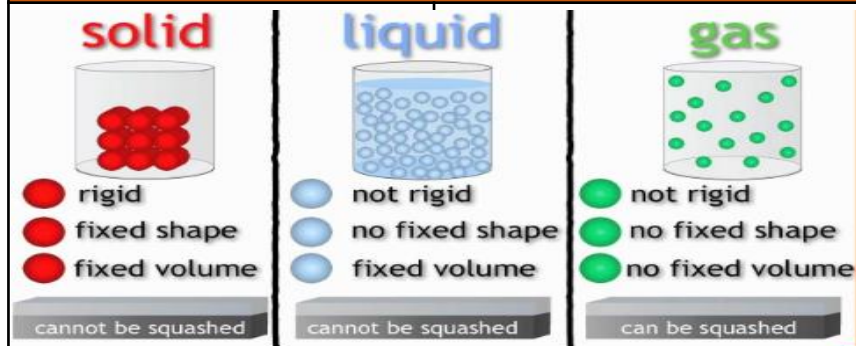 solid
rigid
fixed shape
fixed volume
cannot be squashed
liquid
not rigid
no fixed shape
fixed volume
cannot be squashed
gas
not rigid
no fixed shape
no fixed volume
can be squashed